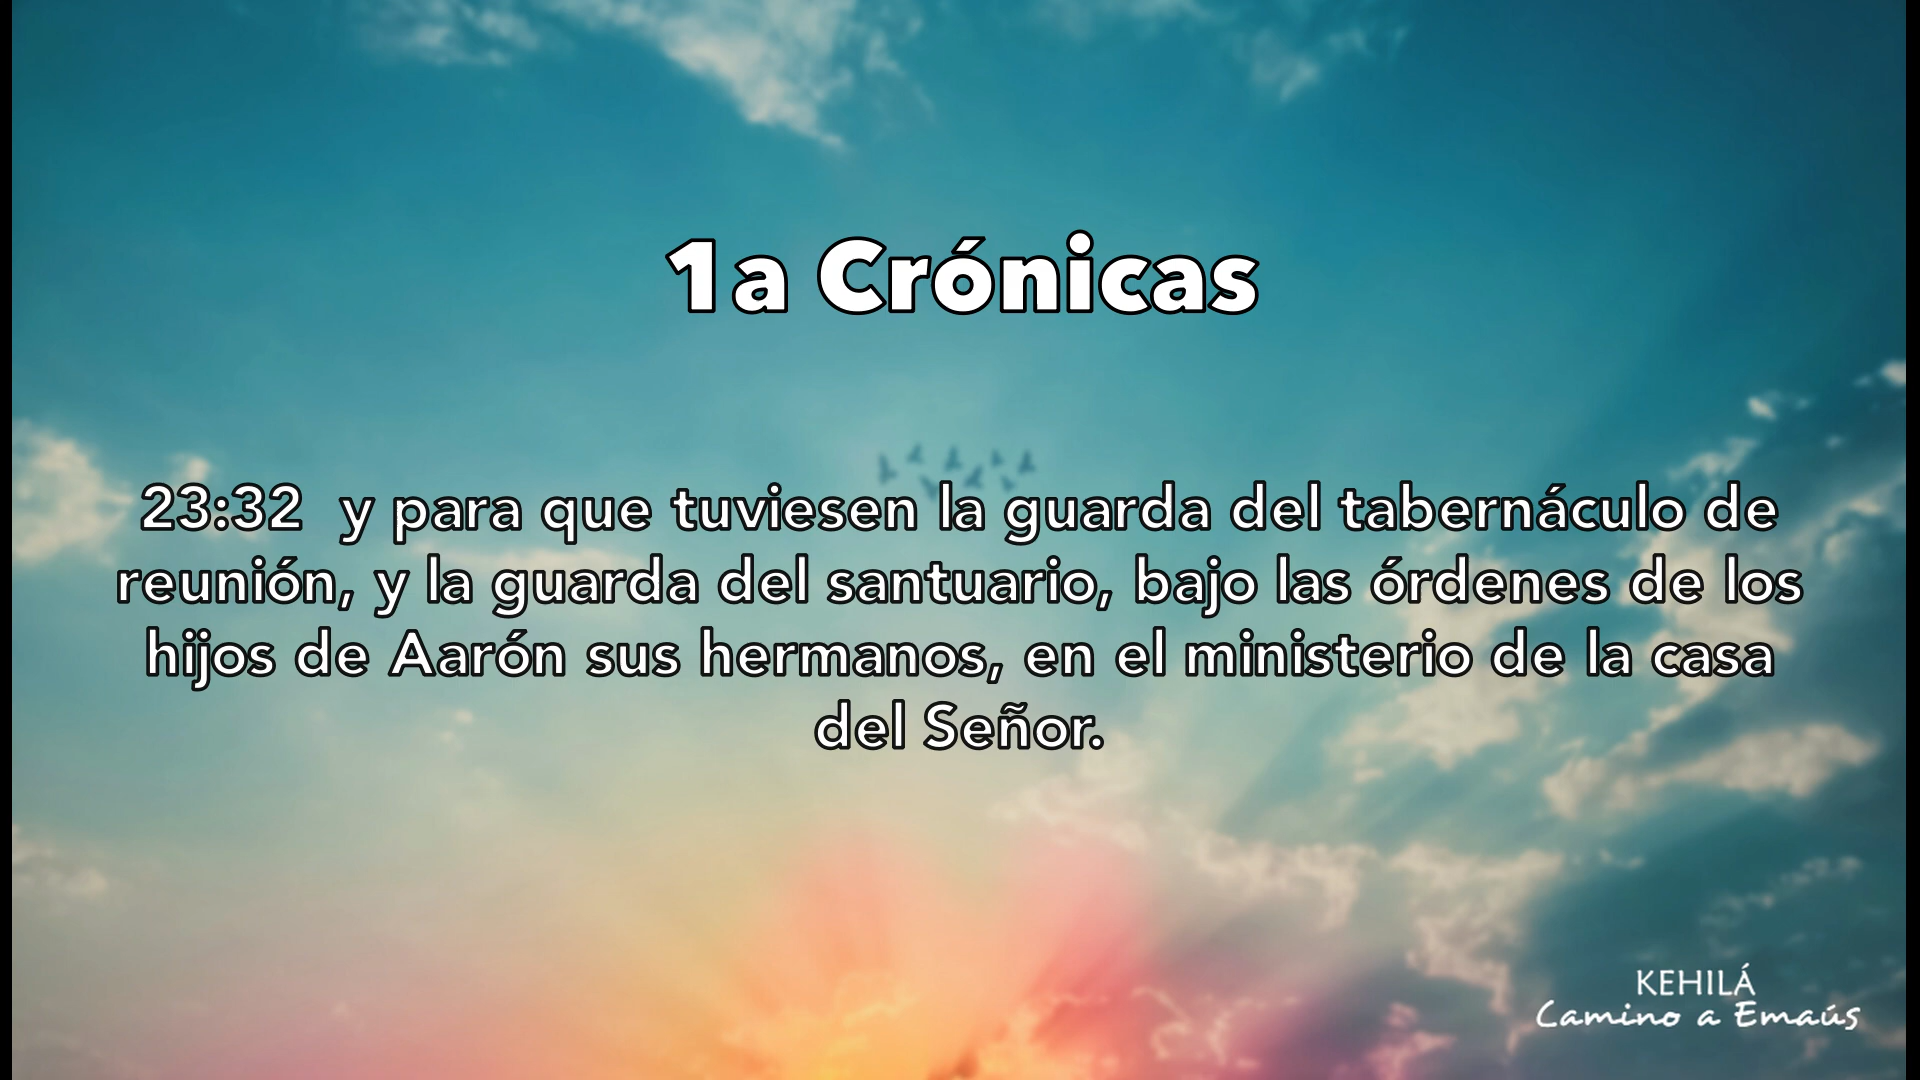 1a Crónicas
23:32 y para que tuviesen la guarda del tabernáculo de
reunión, y la guarda del santuario, bajo las órdenes de los
hijos de Aarón sus hermanos, en el ministerio de la casa
del Señor.
KEHILÁ
Camino a Emaús